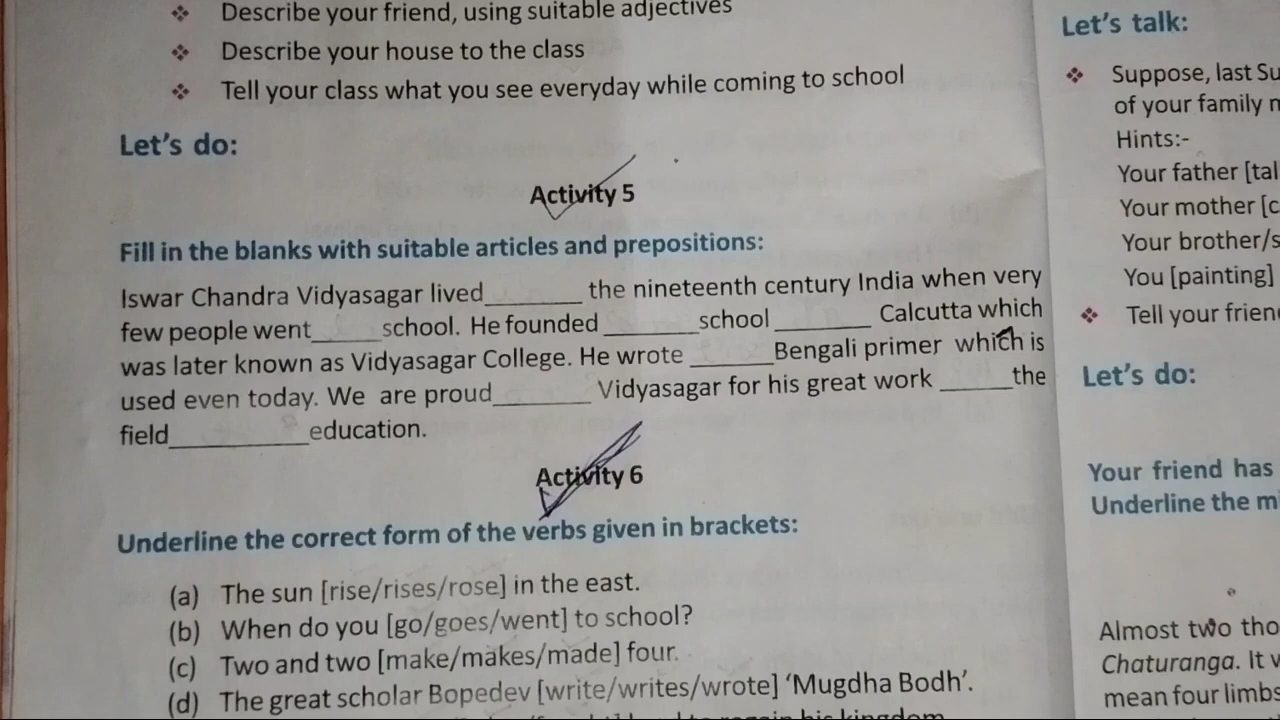 ❖ Describe your friend, using suitable adjectives
❖ Describe your house to the class
❖ Tell your class what you see everyday while coming to school
Let's do:
Activity 5
Fill in the blanks with suitable articles and prepositions:
Iswar Chandra Vidyasagar lived_______ the nineteenth century India when very
few people went_____school. He founded _______school _______ Calcutta which
was later known as Vidyasagar College. He wrote ______Bengali primer which is
used even today. We are proud_______ Vidyasagar for his great work _____the
field__________education.
Activity 6
Underline the correct form of the verbs given in brackets:
(a) The sun [rise/rises/rose] in the east.
(b) When do you [go/goes/went] to school?
(c) Two and two [make/makes/made] four.
(d) The great scholar Bopedev [write/writes/wrote] 'Mugdha Bodh'.
to regain his kingdom
Let's talk:
❖ Suppose, last Su
of your family
Hints:-
Your father [tal
Your mother [c
Your brother/s
You [painting]
❖ Tell your frien
Let's do:
Your friend has
Underline the m
Almost two tho
Chaturanga. It
mean four limbs